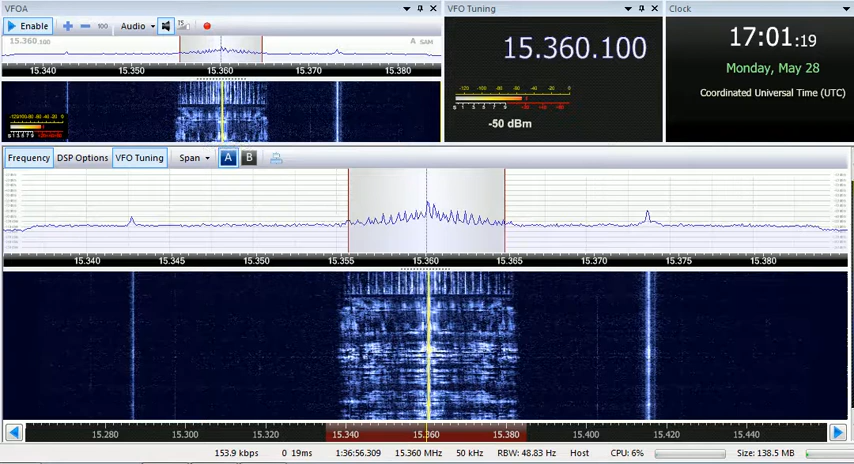 VFOA
Enable
100
Audio
15.360.100
A SAM
15.340 15.350 15.360 15.370 15.380
VFO Tuning
15.360.100
-50 dBm
Clock
17:01:19
Monday, May 28
Coordinated Universal Time (UTC)
Frequency DSP Options VFO Tuning Span A B
15.340 15.345 15.350 15.355 15.360 15.365 15.370 15.375 15.380
15.280 15.300 15.320 15.340 15.360 15.380 15.400 15.420 15.440
153.9 kbps 0 19ms 1:36:56.309 15.360 MHz 50 kHz RBW: 48.83 Hz Host CPU: 6% Size: 138.5 MB